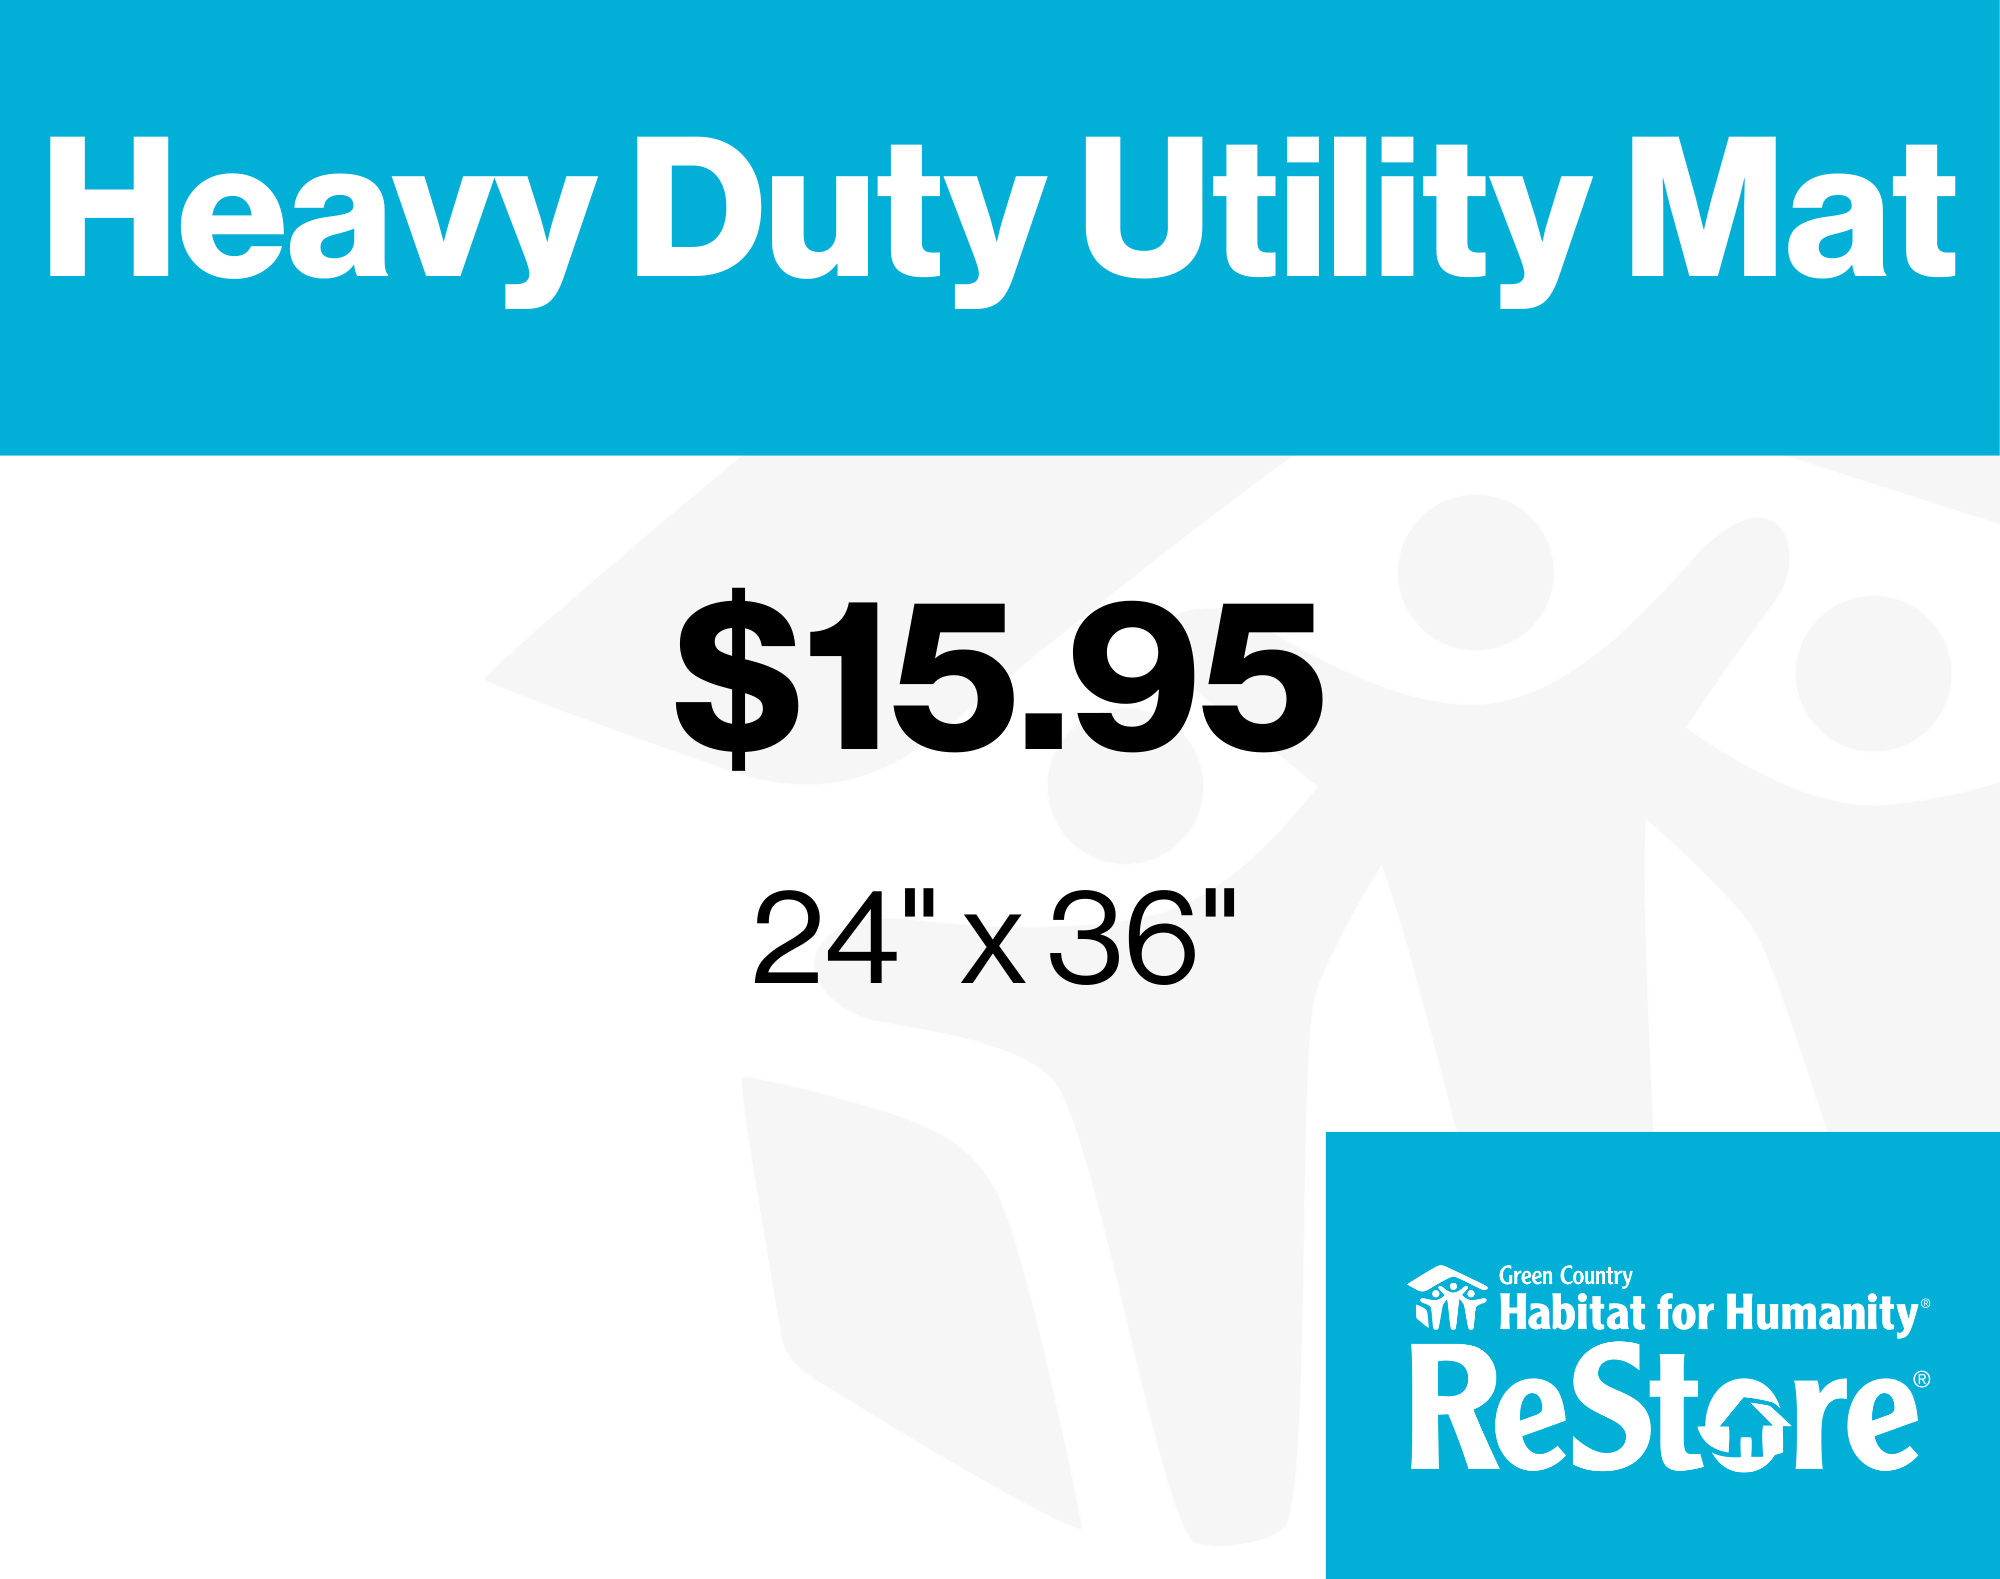 Heavy Duty Utility Mat
$15.95
24" x 36"
Green Country
Habitat for Humanity®
ReStore®